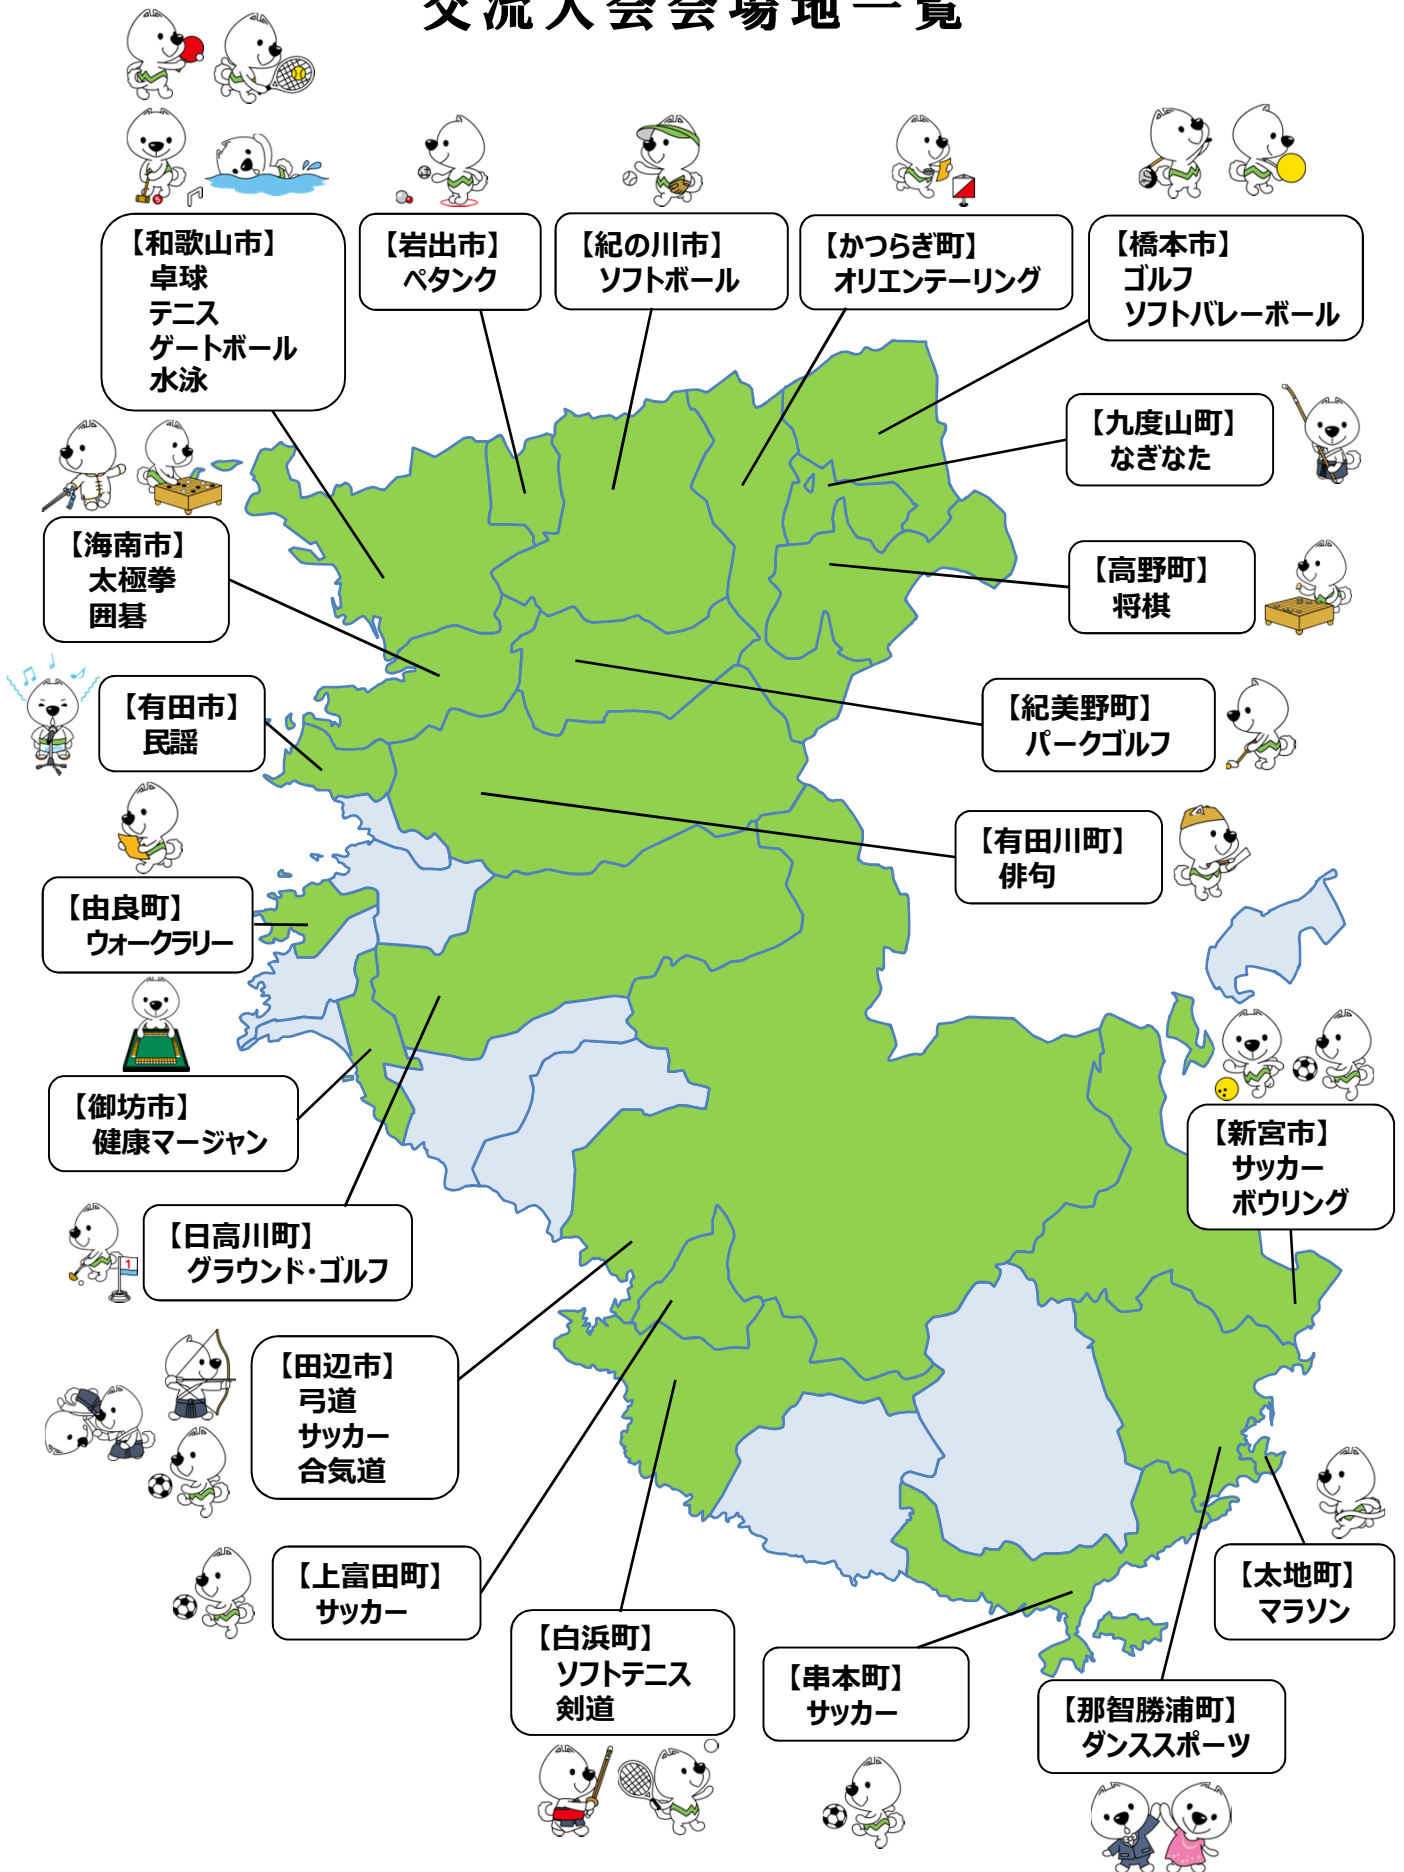 交流大会会場地一覧
【和歌山市】
卓球
テニス
ゲートボール
水泳
【岩出市】
ペタンク
【紀の川市】
ソフトボール
【かつらぎ町】
オリエンテーリング
【橋本市】
ゴルフ
ソフトバレーボール
【九度山町】
なぎなた
【海南市】
太極拳
囲碁
【高野町】
将棋
【有田市】
民謡
【紀美野町】
パークゴルフ
【有田川町】
俳句
【由良町】
ウォークラリー
【御坊市】
健康マージャン
【新宮市】
サッカー
ボウリング
【日高川町】
グラウンド・ゴルフ
1
【田辺市】
弓道
サッカー
合気道
【上富田町】
サッカー
【太地町】
マラソン
【白浜町】
ソフトテニス
剣道
【串本町】
サッカー
【那智勝浦町】
ダンススポーツ